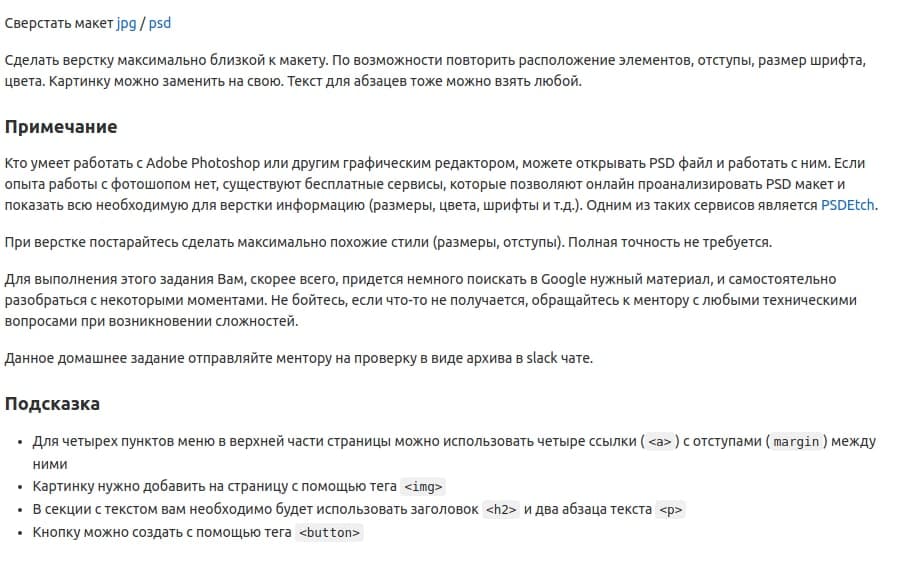 Сверстать макет jpg / psd
Сделать верстку максимально близкой к макету. По возможности повторить расположение элементов, отступы, размер шрифта,
цвета. Картинку можно заменить на свою. Текст для абзацев тоже можно взять любой.
Примечание
Кто умеет работать с Adobe Photoshop или другим графическим редактором, можете открывать PSD файл и работать с ним. Если
опыта работы с фотошопом нет, существуют бесплатные сервисы, которые позволяют онлайн проанализировать PSD макет и
показать всю необходимую для верстки информацию (размеры, цвета, шрифты и т.д.). Одним из таких сервисов является PSDEtch.
При верстке постарайтесь сделать максимально похожие стили (размеры, отступы). Полная точность не требуется.
Для выполнения этого задания Вам, скорее всего, придется немного поискать в Google нужный материал, и самостоятельно
разобраться с некоторыми моментами. Не бойтесь, если что-то не получается, обращайтесь к ментору с любыми техническими
вопросами при возникновении сложностей.
Данное домашнее задание отправляйте ментору на проверку в виде архива в slack чате.
Подсказка
• Для четырех пунктов меню в верхней части страницы можно использовать четыре ссылки ( <a> ) с отступами ( margin ) между
ними
• Картинку нужно добавить на страницу с помощью тега <img>
• В секции с текстом вам необходимо будет использовать заголовок <h2> и два абзаца текста <p>
• Кнопку можно создать с помощью тега <button>